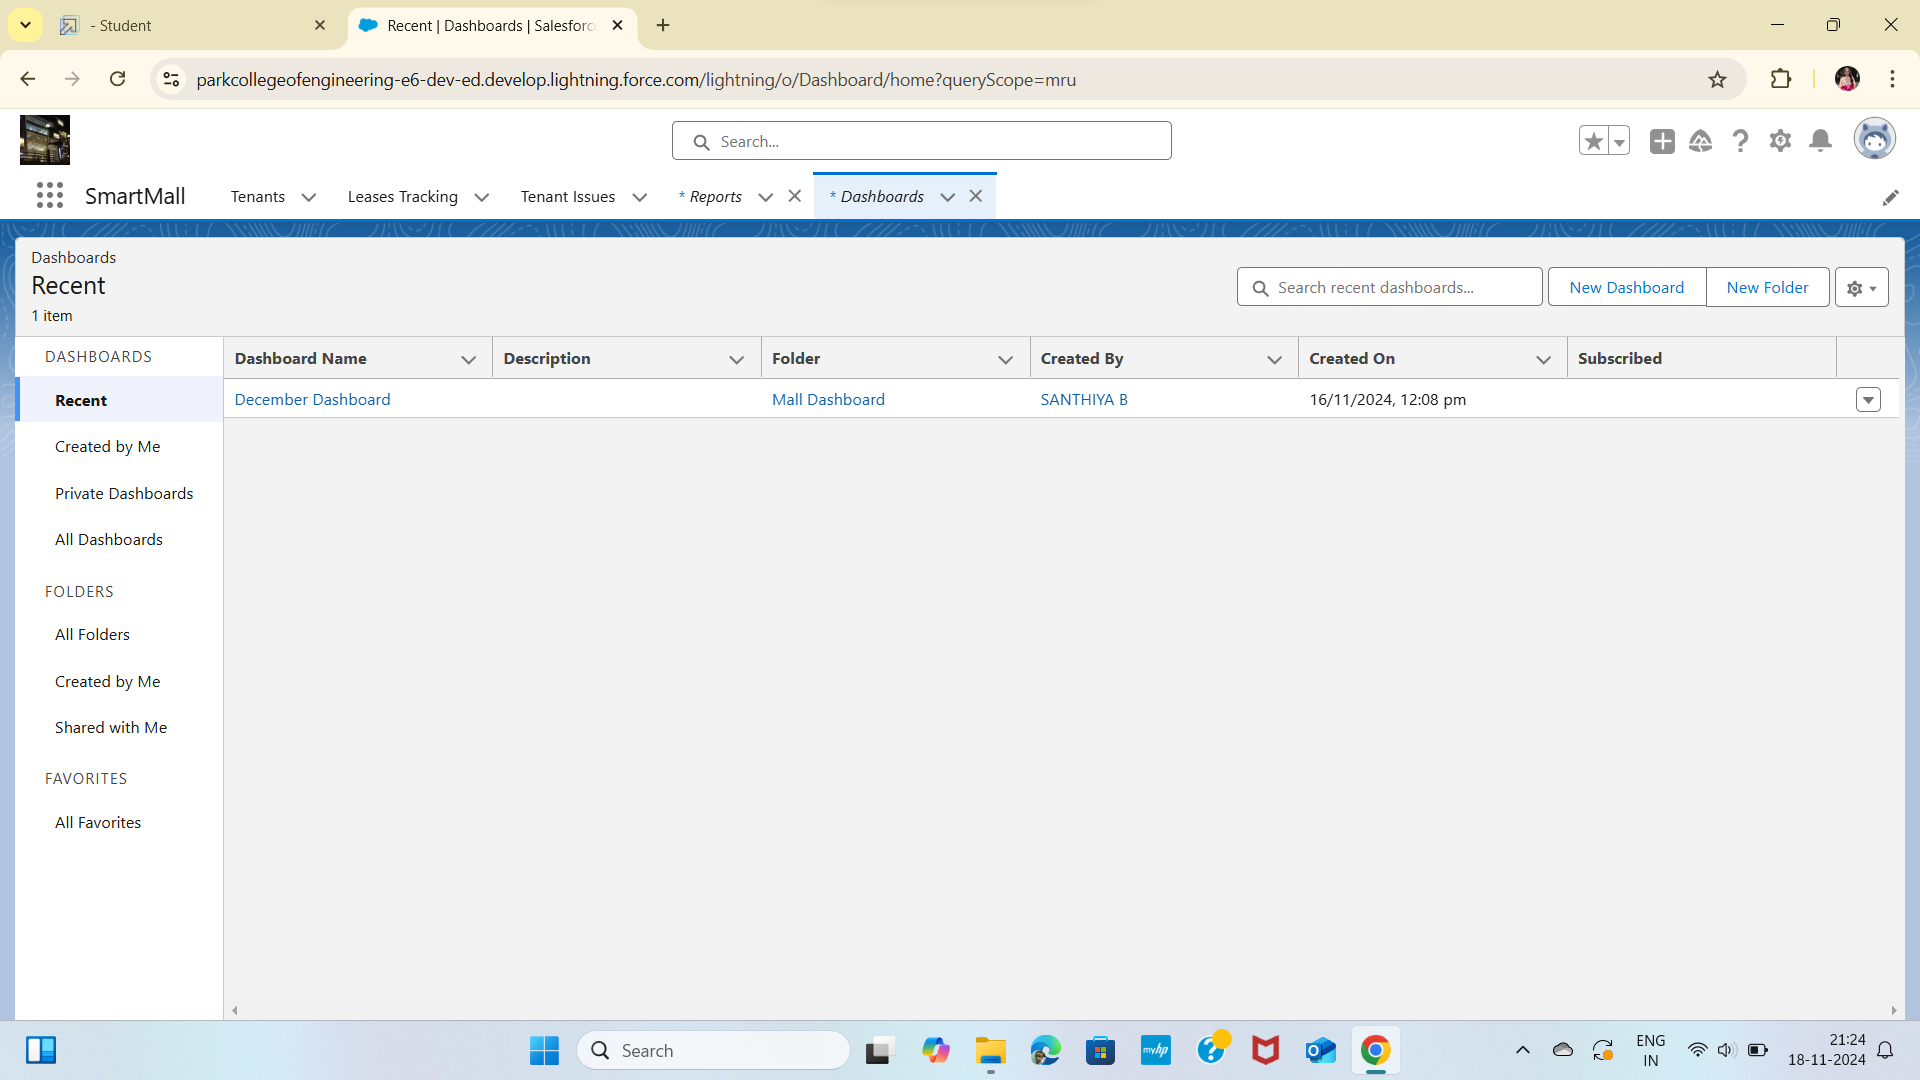 - Student
Recent | Dashboards | Salesforc
parkcollegeofengineering-e6-dev-ed.develop.lightning.force.com/lightning/o/Dashboard/home?queryScope=mru
Search...
SmartMall
Tenants
Leases Tracking
Tenant Issues
* Reports
* Dashboards
Dashboards
Recent
1 item
Search recent dashboards...
New Dashboard
New Folder
DASHBOARDS
Recent
Created by Me
Private Dashboards
All Dashboards
FOLDERS
All Folders
Created by Me
Shared with Me
FAVORITES
All Favorites
Dashboard Name Description Folder Created By Created On Subscribed
December Dashboard Mall Dashboard SANTHIYA B 16/11/2024, 12:08 pm
Search
myhp
ENG
IN
21:24
18-11-2024